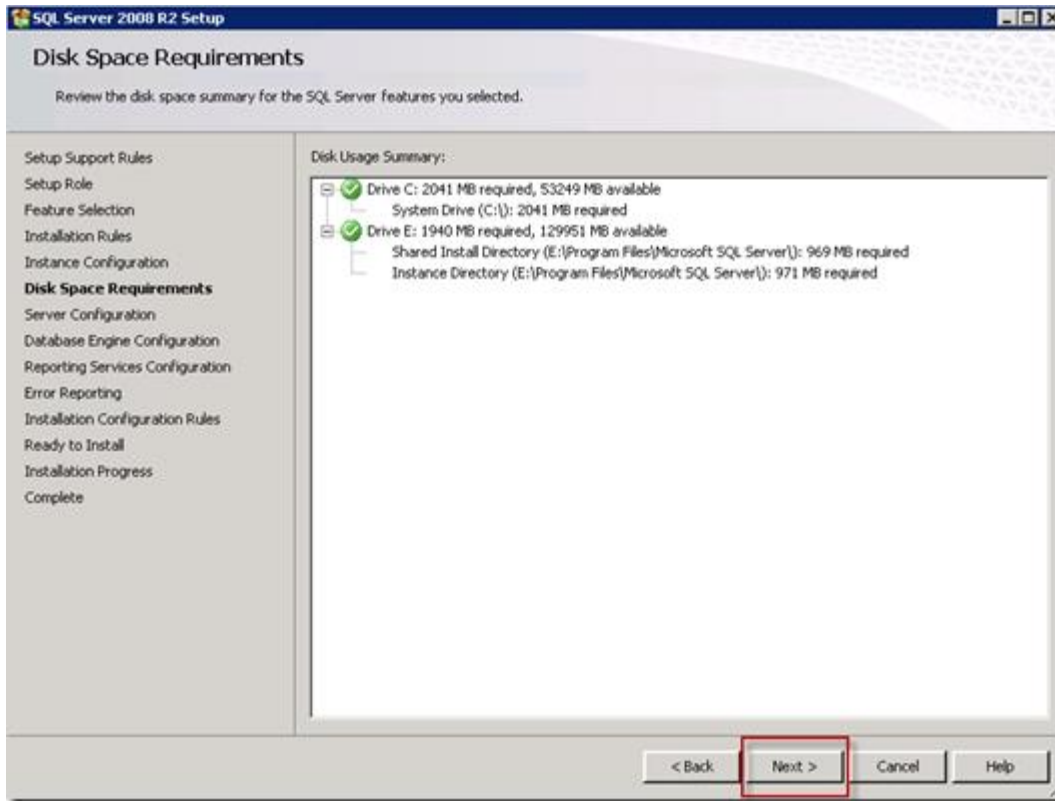 SQL Server 2008 R2 Setup
Disk Space Requirements
Review the disk space summary for the SQL Server features you selected.
Setup Support Rules
Setup Role
Feature Selection
Installation Rules
Instance Configuration
Disk Space Requirements
Server Configuration
Database Engine Configuration
Reporting Services Configuration
Error Reporting
Installation Configuration Rules
Ready to Install
Installation Progress
Complete
Disk Usage Summary:
Drive C: 2041 MB required, 53249 MB available
System Drive (C:\): 2041 MB required
Drive E: 1940 MB required, 129951 MB available
Shared Install Directory (E:\Program Files\Microsoft SQL Server\): 969 MB required
Instance Directory (E:\Program Files\Microsoft SQL Server\): 971 MB required
< Back Next > Cancel Help